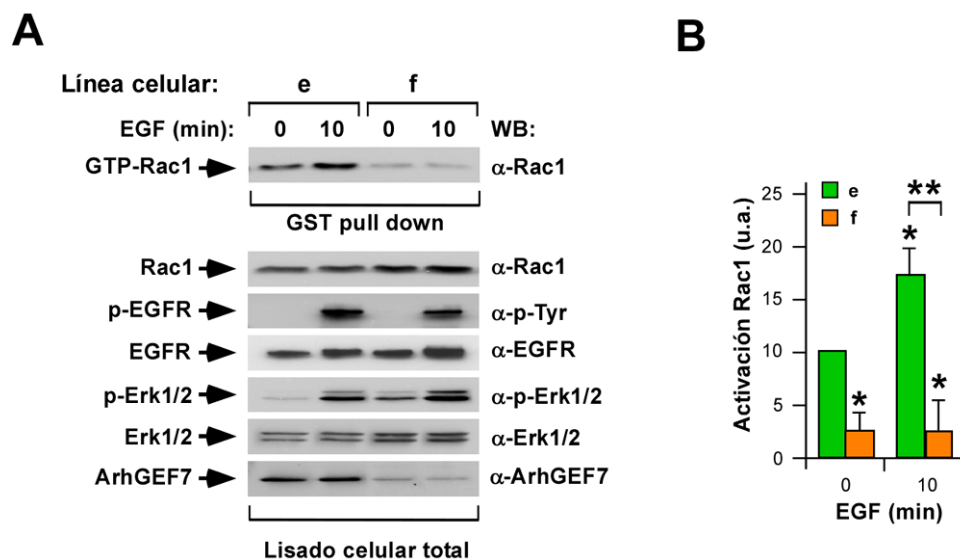 A
Línea celular: e f
EGF (min): 0 10 0 10 WB:
GTP-Rac1 α-Rac1
GST pull down
Rac1 α-Rac1
p-EGFR α-p-Tyr
EGFR α-EGFR
p-Erk1/2 α-p-Erk1/2
Erk1/2 α-Erk1/2
ArhGEF7 α-ArhGEF7
Lisado celular total
B
Activación Rac1 (u.a.)
25
20
15
10
5
0
e
f
**
*
*
*
0 10
EGF (min)